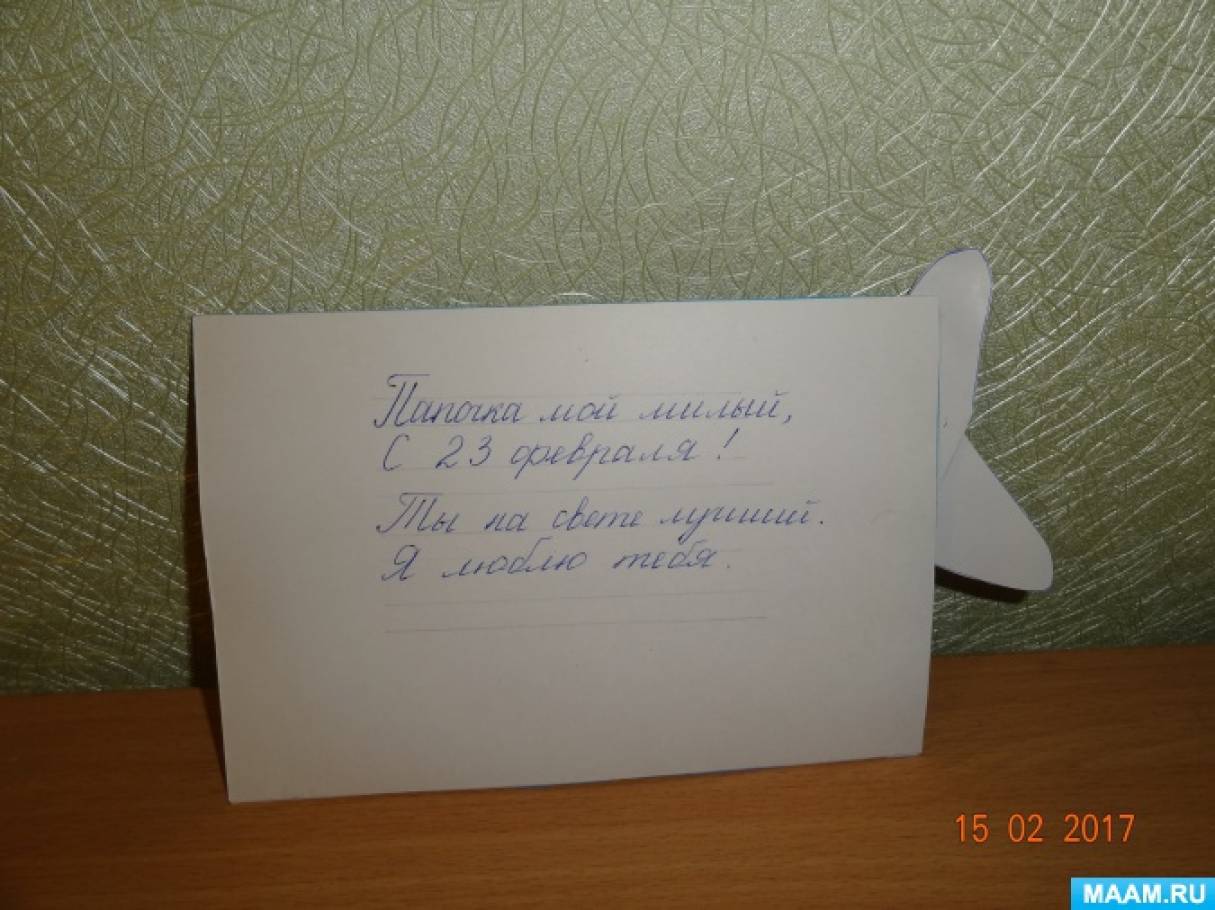 Папочка мой милый,
С 23 февраля!
Ты на свете лучший.
Я люблю тебя.
15 02 2017
MAAM.RU